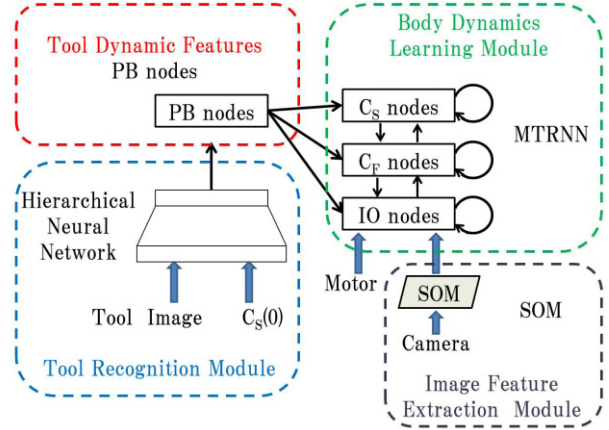 Tool Dynamic Features
PB nodes
PB nodes
Body Dynamics
Learning Module
C_S nodes
MTRNN
C_F nodes
IO nodes
Hierarchical
Neural
Network
Tool Image
C_S(0)
Tool Recognition Module
Motor
SOM
SOM
Camera
Image Feature
Extraction Module